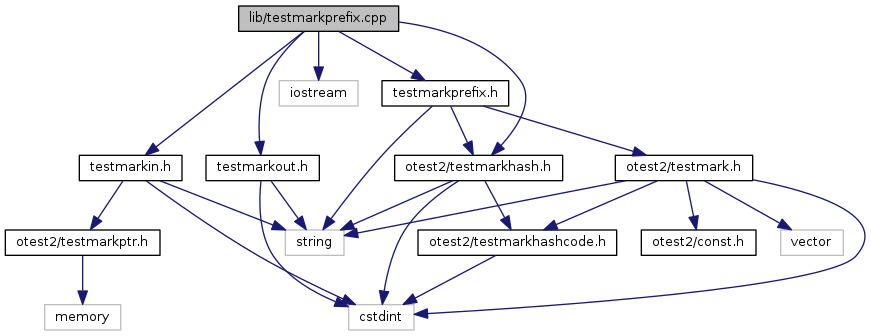 lib/testmarkprefix.cpp
iostream
testmarkprefix.h
testmarkin.h
testmarkout.h
otest2/testmarkhash.h
otest2/testmark.h
otest2/testmarkptr.h
string
otest2/testmarkhashcode.h
otest2/const.h
vector
memory
cstdint